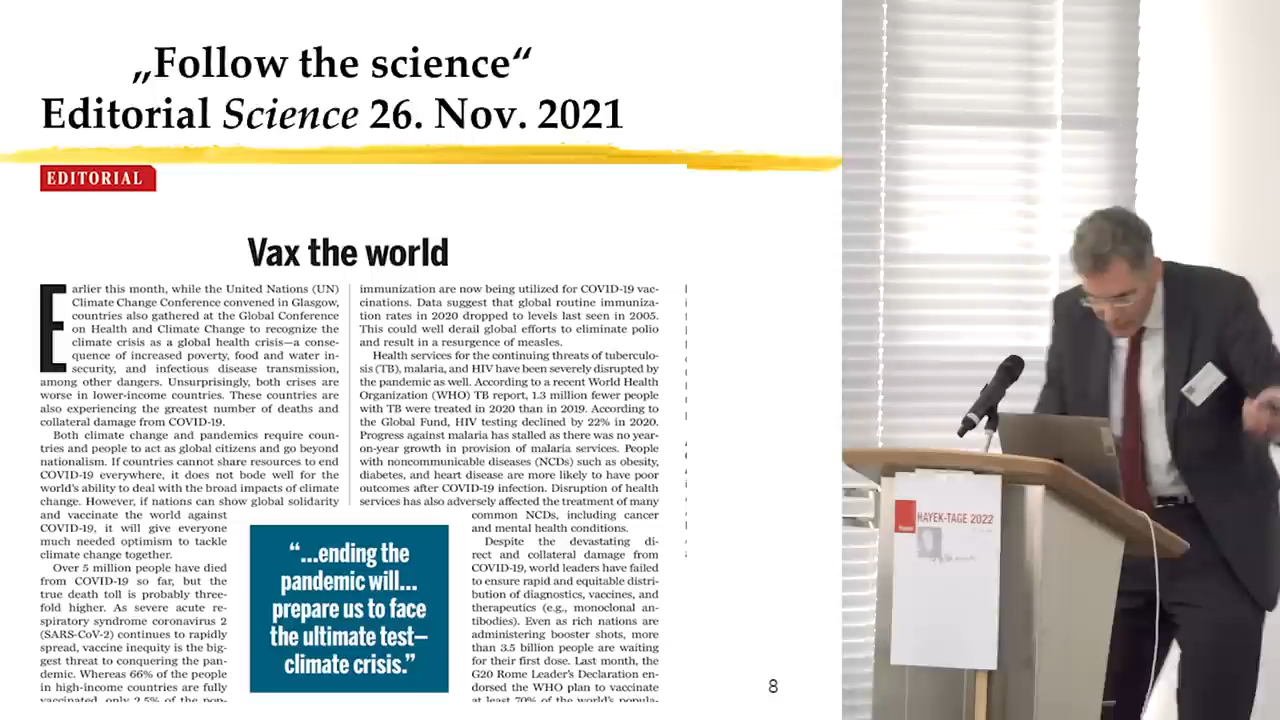 „Follow the science“
Editorial Science 26. Nov. 2021
EDITORIAL
Vax the world
Earlier this month, while the United Nations (UN)
Climate Change Conference convened in Glasgow,
countries also gathered at the Global Conference
on Health and Climate Change to recognize the
climate crisis as a global health crisis—a conse-
quence of increased poverty, food and water in-
security, and infectious disease transmission,
among other dangers. Unsurprisingly, both crises are
worse in lower-income countries. These countries are
also experiencing the greatest number of deaths and
collateral damage from COVID-19.
Both climate change and pandemics require coun-
tries and people to act as global citizens and go beyond
nationalism. If countries cannot share resources to end
COVID-19 everywhere, it does not bode well for the
world's ability to deal with the broad impacts of climate
change. However, if nations can show global solidarity
and vaccinate the world against
COVID-19, it will give everyone
much needed optimism to tackle
climate change together.
Over 5 million people have died
from COVID-19 so far, but the
true death toll is probably three-
fold higher. As severe acute re-
spiratory syndrome coronavirus 2
(SARS-CoV-2) continues to rapidly
spread, vaccine inequity is the big-
gest threat to conquering the pan-
demic. Whereas 66% of the people
in high-income countries are fully
vaccinated, only 2.5% of the pop-
“...ending the
pandemic will...
prepare us to face
the ultimate test—
climate crisis.”
immunization are now being utilized for COVID-19 vac-
cinations. Data suggest that global routine immuniza-
tion rates in 2020 dropped to levels last seen in 2005.
This could well derail global efforts to eliminate polio
and result in a resurgence of measles.
Health services for the continuing threats of tuberculo-
sis (TB), malaria, and HIV have been severely disrupted by
the pandemic as well. According to a recent World Health
Organization (WHO) TB report, 1.3 million fewer people
with TB were treated in 2020 than in 2019. According to
the Global Fund, HIV testing declined by 22% in 2020.
Progress against malaria has stalled as there was no year-
on-year growth in provision of malaria services. People
with noncommunicable diseases (NCDs) such as obesity,
diabetes, and heart disease are more likely to have poor
outcomes after COVID-19 infection. Disruption of health
services has also adversely affected the treatment of many
common NCDs, including cancer
and mental health conditions.
Despite the devastating di-
rect and collateral damage from
COVID-19, world leaders have failed
to ensure rapid and equitable distri-
bution of diagnostics, vaccines, and
therapeutics (e.g., monoclonal an-
tibodies). Even as rich nations are
administering booster shots, more
than 3.5 billion people are waiting
for their first dose. Last month, the
G20 Rome Leader's Declaration en-
dorsed the WHO plan to vaccinate
at least 70% of the world's popula-
8
HAYEK-TAGE 2022